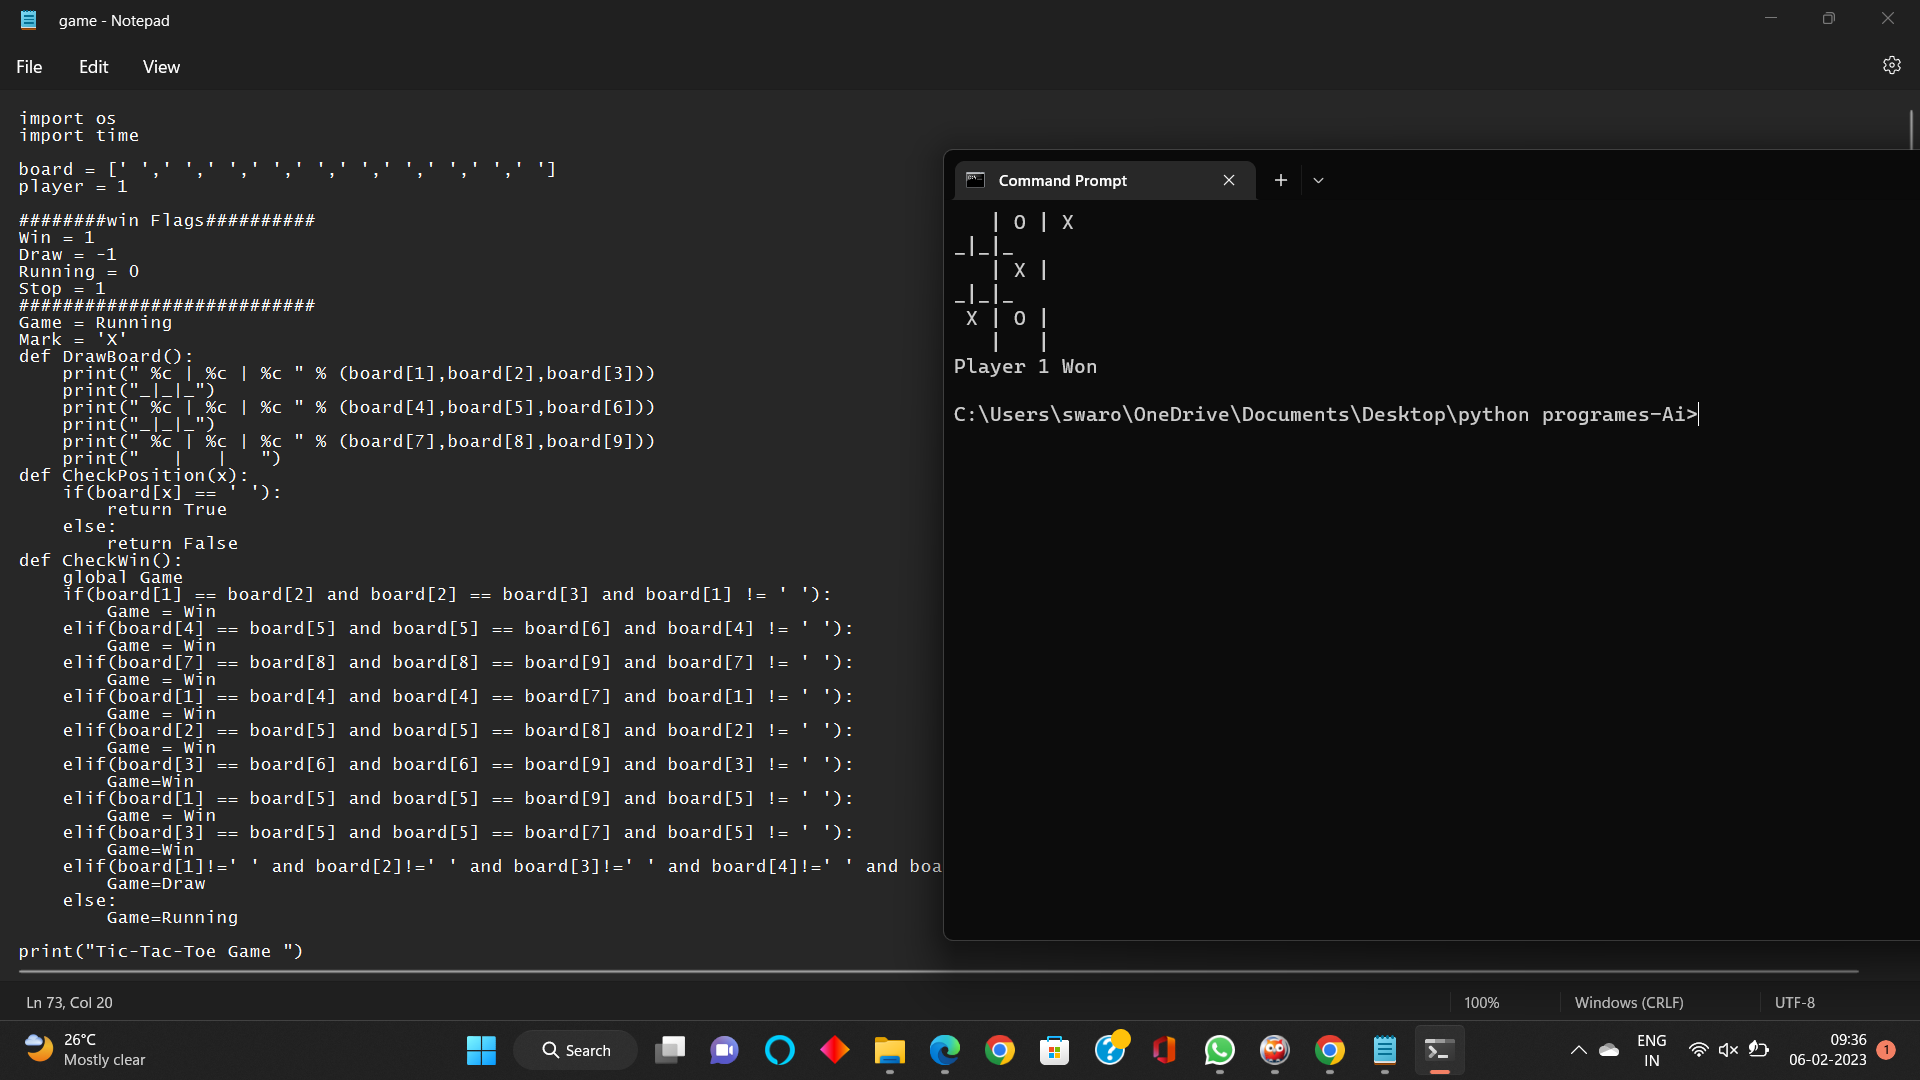 game - Notepad
File Edit View
import os
import time
board = [' ',' ',' ',' ',' ',' ',' ',' ',' ',' ']
player = 1
########win Flags##########
Win = 1
Draw = -1
Running = 0
Stop = 1
###########################
Game = Running
Mark = 'X'
def DrawBoard():
    print(" %c | %c | %c " % (board[1],board[2],board[3]))
    print("_|_|_")
    print(" %c | %c | %c " % (board[4],board[5],board[6]))
    print("_|_|_")
    print(" %c | %c | %c " % (board[7],board[8],board[9]))
    print("   |   |   ")
def CheckPosition(x):
    if(board[x] == ' '):
        return True
    else:
        return False
def CheckWin():
    global Game
    if(board[1] == board[2] and board[2] == board[3] and board[1] != ' '):
        Game = Win
    elif(board[4] == board[5] and board[5] == board[6] and board[4] != ' '):
        Game = Win
    elif(board[7] == board[8] and board[8] == board[9] and board[7] != ' '):
        Game = Win
    elif(board[1] == board[4] and board[4] == board[7] and board[1] != ' '):
        Game = Win
    elif(board[2] == board[5] and board[5] == board[8] and board[2] != ' '):
        Game = Win
    elif(board[3] == board[6] and board[6] == board[9] and board[3] != ' '):
        Game=Win
    elif(board[1] == board[5] and board[5] == board[9] and board[5] != ' '):
        Game = Win
    elif(board[3] == board[5] and board[5] == board[7] and board[5] != ' '):
        Game=Win
    elif(board[1]!=' ' and board[2]!=' ' and board[3]!=' ' and board[4]!=' ' and boa
        Game=Draw
    else:
        Game=Running
print("Tic-Tac-Toe Game ")
Command Prompt
   | O | X
_|_|_
   | X |
_|_|_
 X | O |
   |   |
Player 1 Won
C:\Users\swaro\OneDrive\Documents\Desktop\python programes-Ai>
Ln 73, Col 20
100%
Windows (CRLF)
UTF-8
26°C
Mostly clear
Search
ENG
IN
09:36
06-02-2023
1